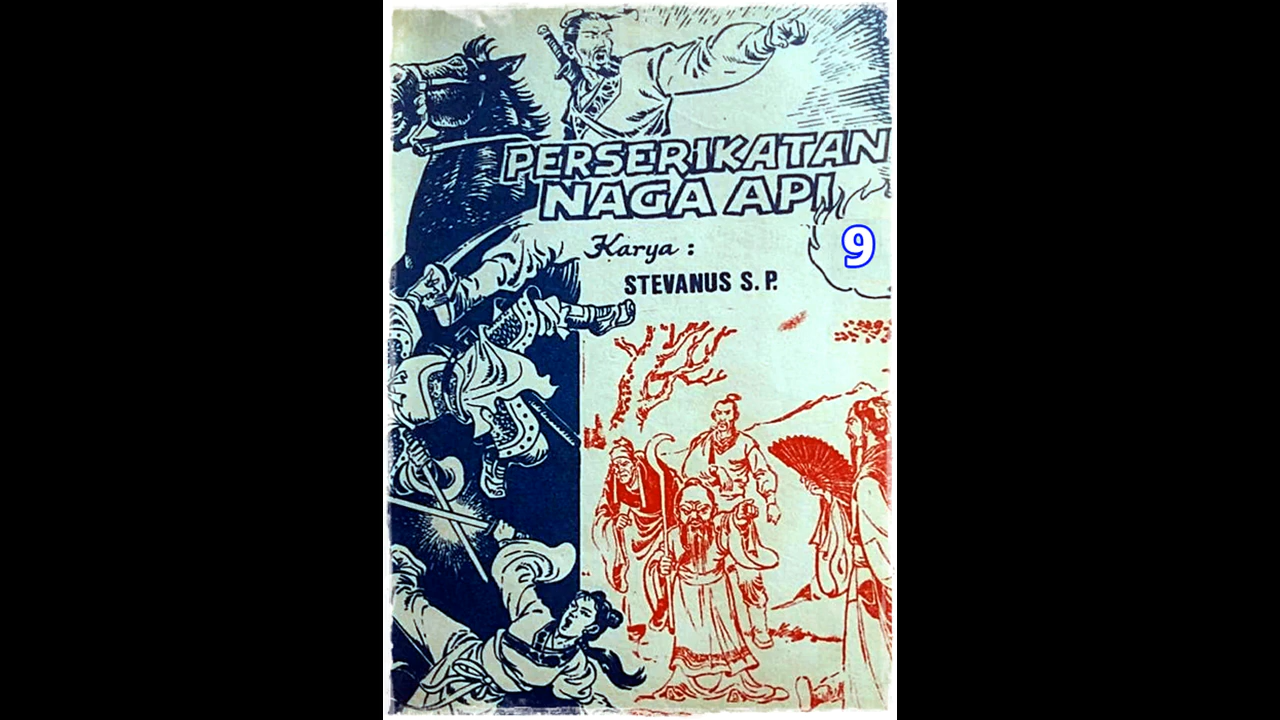 PERSERIKATAN
NAGA API
9
Karya :
STEVANUS S. P.